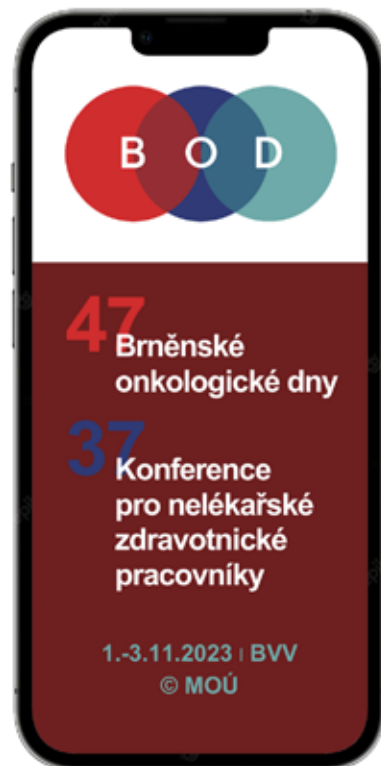 B O D
47
Brněnské
onkologické dny
37
Konference
pro nelékařské
zdravotnické
pracovníky
1.-3.11.2023 | BVV
© MOÚ